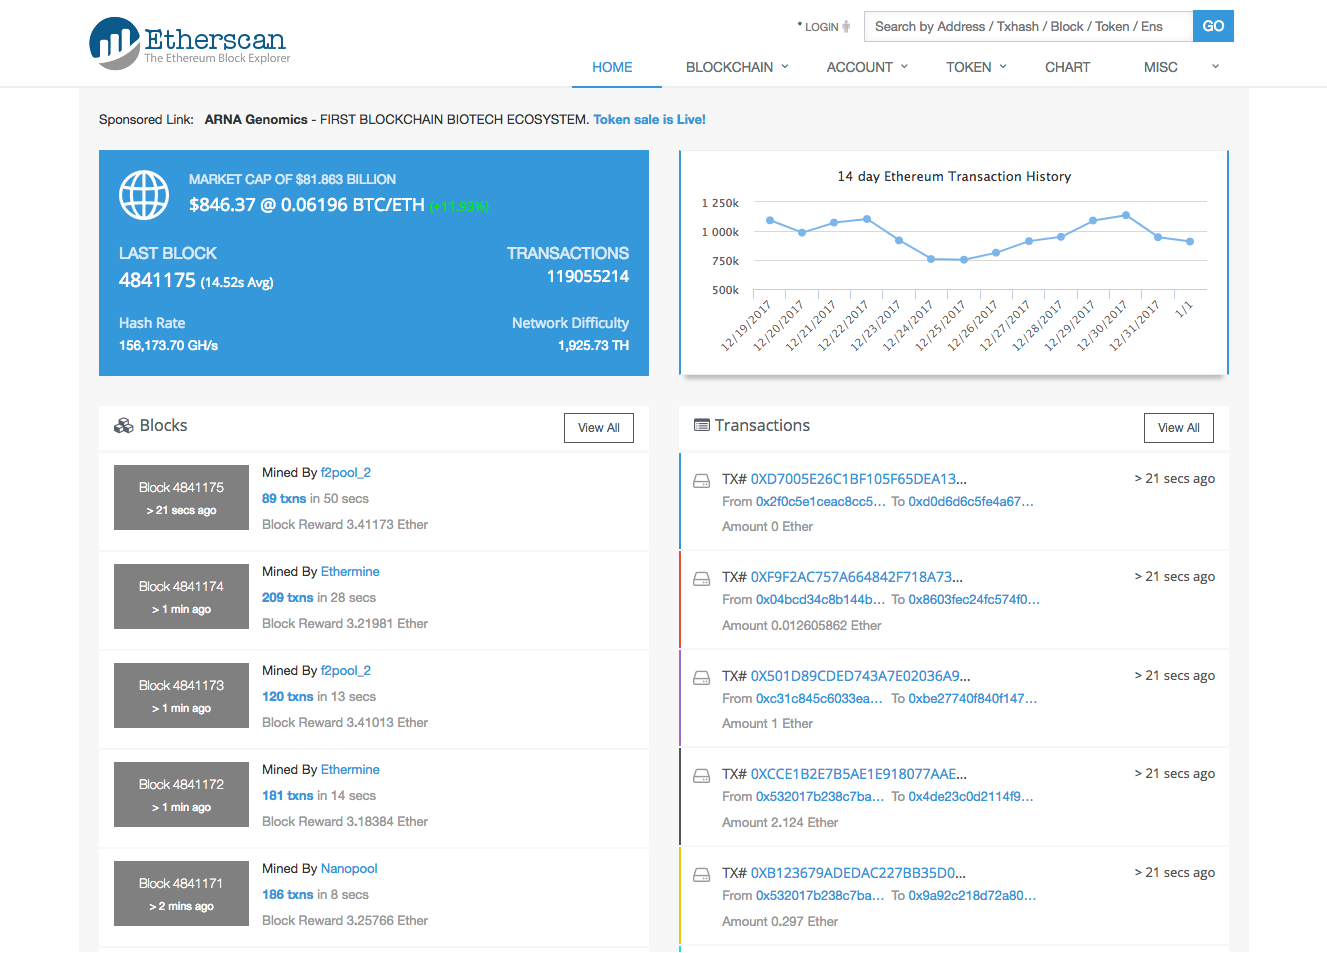 Etherscan
The Ethereum Block Explorer
* LOGIN
Search by Address / Txhash / Block / Token / Ens
GO
HOME
BLOCKCHAIN
ACCOUNT
TOKEN
CHART
MISC
Sponsored Link: ARNA Genomics - FIRST BLOCKCHAIN BIOTECH ECOSYSTEM. Token sale is Live!
MARKET CAP OF $81.863 BILLION
$846.37 @ 0.06196 BTC/ETH (+11.93%)
LAST BLOCK
4841175 (14.52s Avg)
TRANSACTIONS
119055214
Hash Rate
156,173.70 GH/s
Network Difficulty
1,925.73 TH
14 day Ethereum Transaction History
1 250k
1 000k
750k
500k
12/19/2017
12/20/2017
12/21/2017
12/22/2017
12/23/2017
12/24/2017
12/25/2017
12/26/2017
12/27/2017
12/28/2017
12/29/2017
12/30/2017
12/31/2017
1/1
Blocks
View All
Block 4841175
> 21 secs ago
Mined By f2pool_2
89 txns in 50 secs
Block Reward 3.41173 Ether
Block 4841174
> 1 min ago
Mined By Ethermine
209 txns in 28 secs
Block Reward 3.21981 Ether
Block 4841173
> 1 min ago
Mined By f2pool_2
120 txns in 13 secs
Block Reward 3.41013 Ether
Block 4841172
> 1 min ago
Mined By Ethermine
181 txns in 14 secs
Block Reward 3.18384 Ether
Block 4841171
> 2 mins ago
Mined By Nanopool
186 txns in 8 secs
Block Reward 3.25766 Ether
Transactions
View All
TX# 0XD7005E26C1BF105F65DEA13...
> 21 secs ago
From 0x2f0c5e1ceac8cc5... To 0xd0d6d6c5fe4a67...
Amount 0 Ether
TX# 0XF9F2AC757A664842F718A73...
> 21 secs ago
From 0x04bcd34c8b144b... To 0x8603fec24fc574f0...
Amount 0.012605862 Ether
TX# 0X501D89CDED743A7E02036A9...
> 21 secs ago
From 0xc31c845c6033ea... To 0xbe27740f840f147...
Amount 1 Ether
TX# 0XCCE1B2E7B5AE1E918077AAE...
> 21 secs ago
From 0x532017b238c7ba... To 0x4de23c0d2114f9...
Amount 2.124 Ether
TX# 0XB123679ADEDAC227BB35D0...
> 21 secs ago
From 0x532017b238c7ba... To 0x9a92c218d72a80...
Amount 0.297 Ether